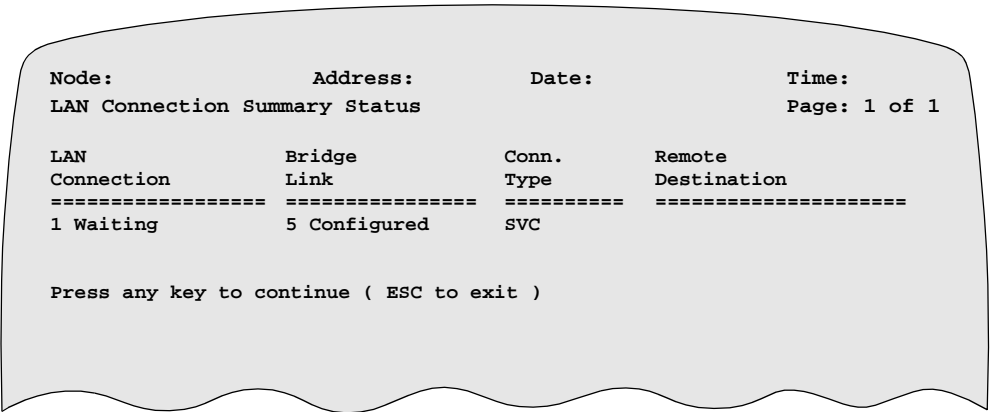 Node: Address: Date: Time:
LAN Connection Summary Status Page: 1 of 1
LAN Bridge Conn. Remote
Connection Link Type Destination
================== ================ ========== =====================
1 Waiting 5 Configured SVC
Press any key to continue ( ESC to exit )